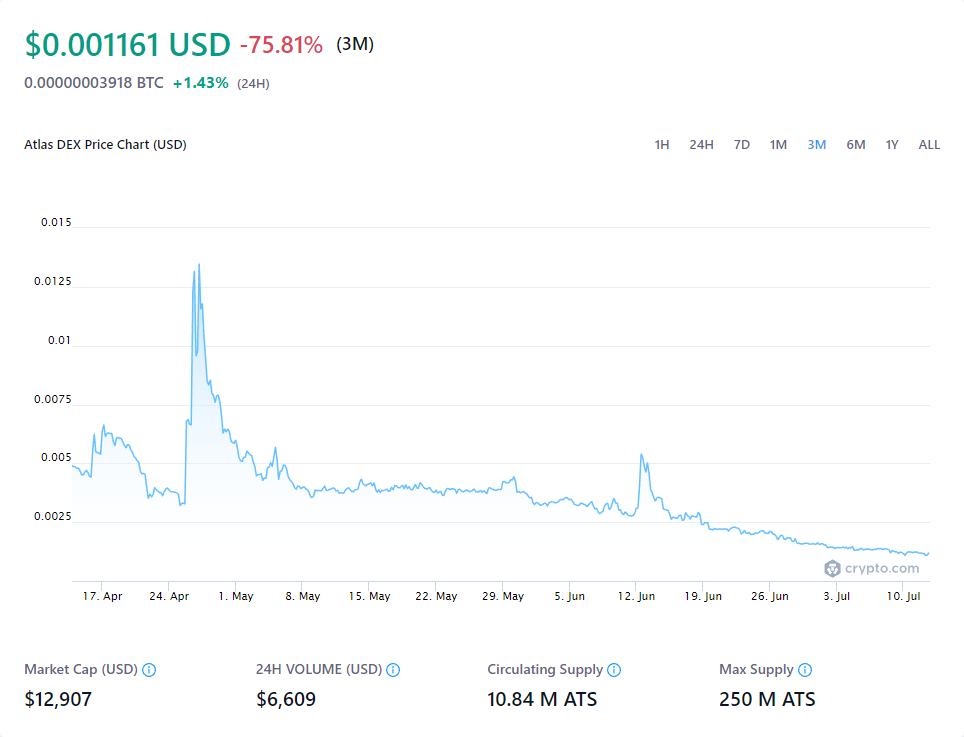 $0.001161 USD -75.81% (3M)
0.00000003918 BTC +1.43% (24H)
Atlas DEX Price Chart (USD) 1H 24H 7D 1M 3M 6M 1Y ALL
0.015
0.0125
0.01
0.0075
0.005
0.0025
crypto.com
17. Apr 24. Apr 1. May 8. May 15. May 22. May 29. May 5. Jun 12. Jun 19. Jun 26. Jun 3. Jul 10. Jul
Market Cap (USD) 24H VOLUME (USD) Circulating Supply Max Supply
$12,907 $6,609 10.84 M ATS 250 M ATS